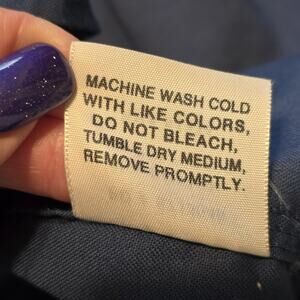 MACHINE WASH COLD
WITH LIKE COLORS,
DO NOT BLEACH,
TUMBLE DRY MEDIUM,
REMOVE PROMPTLY.